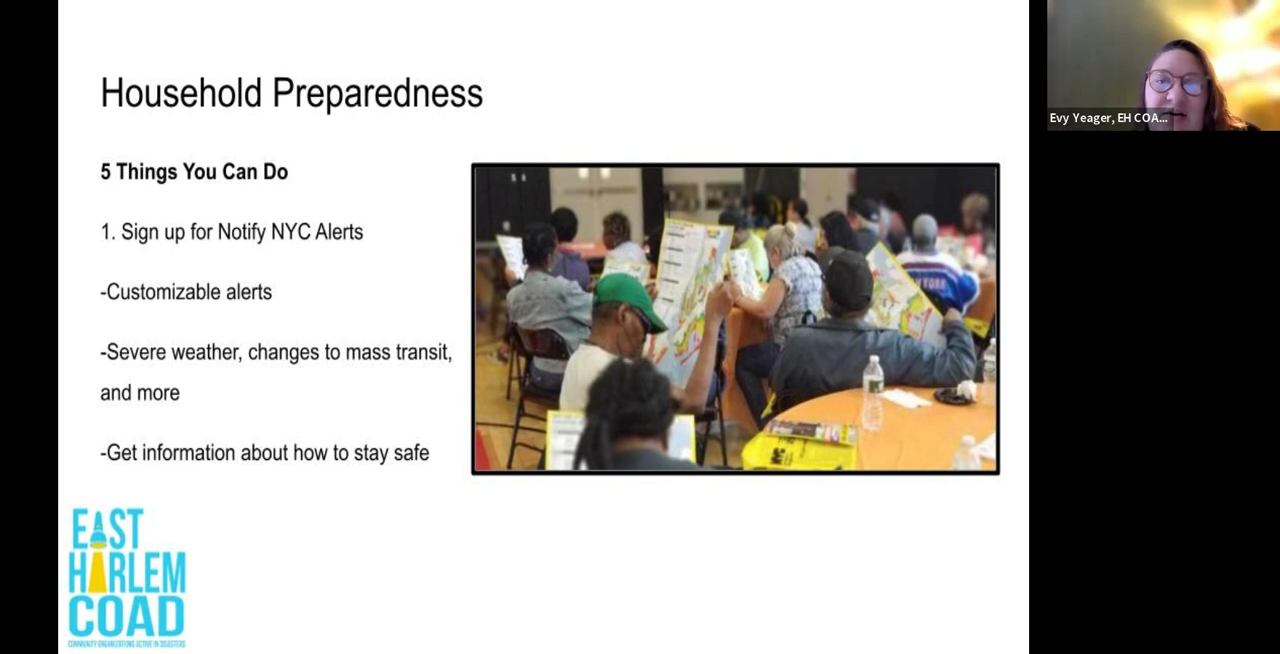 Household Preparedness
5 Things You Can Do
1. Sign up for Notify NYC Alerts
-Customizable alerts
-Severe weather, changes to mass transit,
and more
-Get information about how to stay safe
EAST
HARLEM
COAD
COMMUNITY ORGANIZATIONS ACTIVE IN DISASTERS
Evy Yeager, EH COA...
YORK